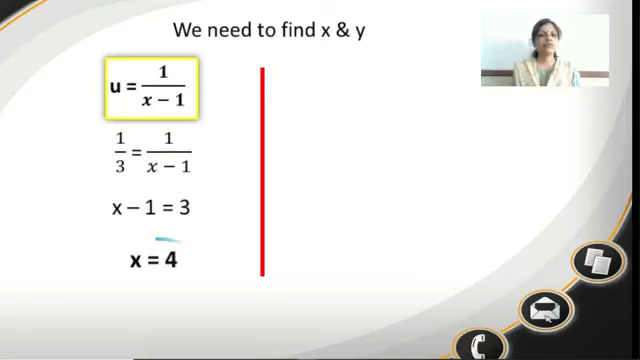 We need to find x & y
u = 1/(x − 1)
1/3 = 1/(x − 1)
x – 1 = 3
x = 4